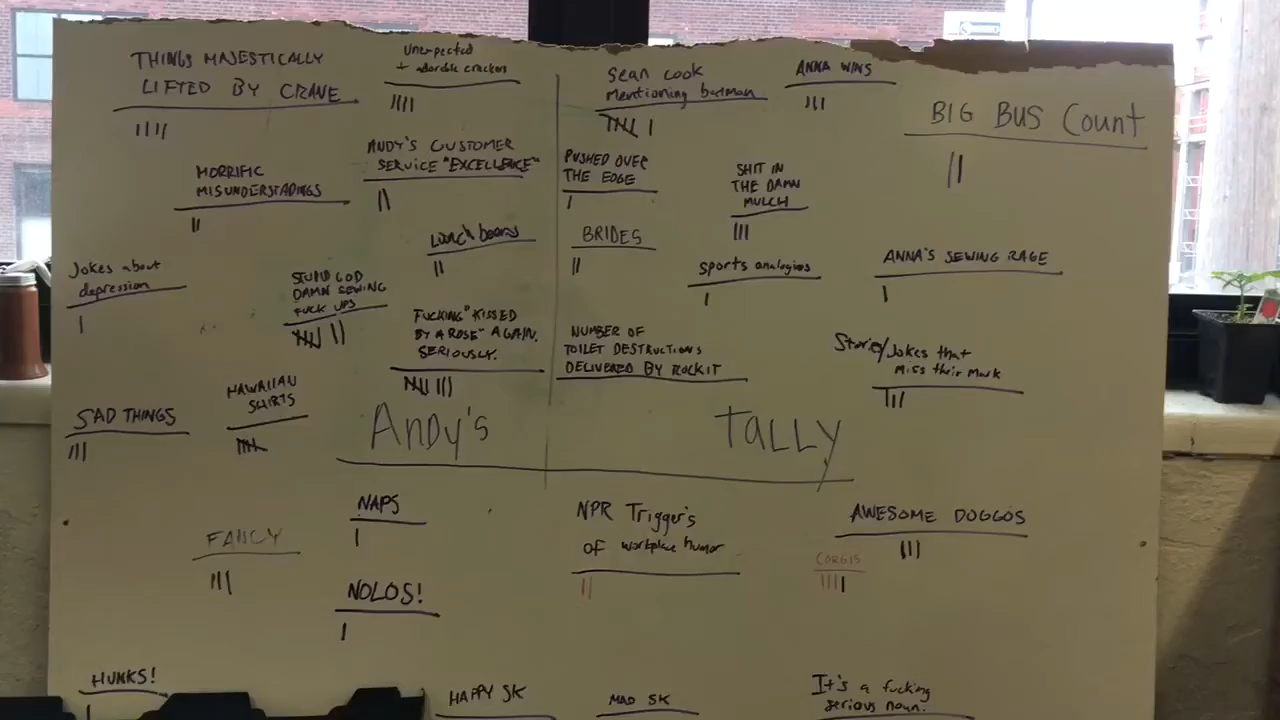 THINGS MAJESTICALLY
LIFTED BY CRANE
Unexpected
+ adorable crackers
Sean Cook
Mentioning batman
ANNA WINS
BIG BUS Count
HORRIFIC
MISUNDERSTADINGS
ANDY'S CUSTOMER
SERVICE "EXCELLENCE"
PUSHED OVER
THE EDGE
SHIT IN
THE DAMN
MULCH
Lunch boxes
BRIDES
Sports analogies
ANNA'S SEWING RAGE
Jokes about
depression
STUPID GOD
DAMN SEWING
FUCK UPS
FUCKING "KISSED
BY A ROSE" AGAIN.
SERIOUSLY.
NUMBER OF
TOILET DESTRUCTIONS
DELIVERED BY ROCKIT
Stories/Jokes that
miss their Mark
SAD THINGS
HAWAIIAN
SHIRTS
Andy's TALLY
FANCY
NAPS
NOLOS!
NPR Trigger's
OF workplace humor
AWESOME DOGGOS
CORGIS
HUNKS!
HAPPY SK
MAD SK
It's a fucking
serious noun!